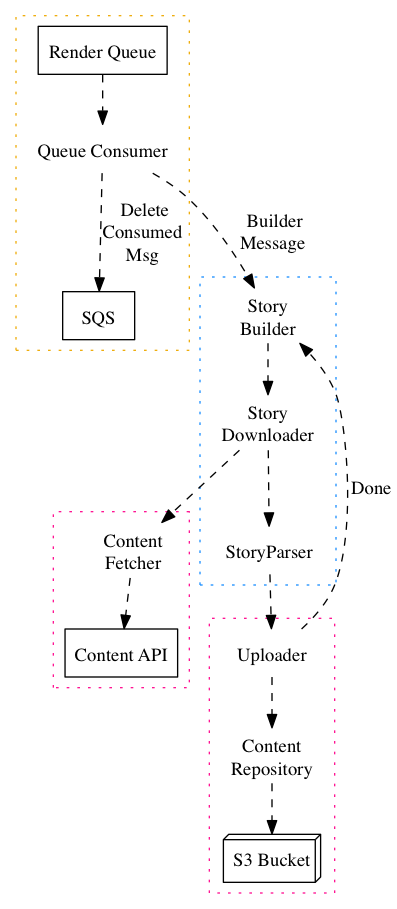 Render Queue
Queue Consumer
Delete
Consumed
Msg
Builder
Message
SQS
Story
Builder
Story
Downloader
Done
Content
Fetcher
StoryParser
Content API
Uploader
Content
Repository
S3 Bucket